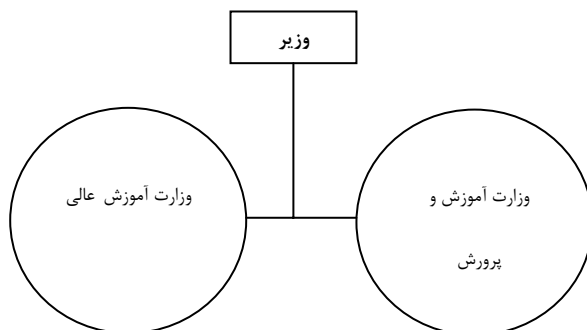 وزیر
وزارت آموزش و
پرورش
وزارت آموزش عالی